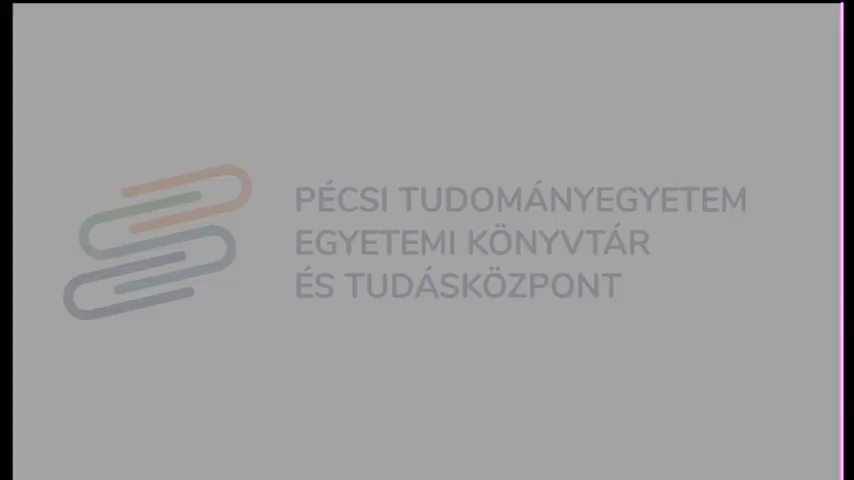 PÉCSI TUDOMÁNYEGYETEM
EGYETEMI KÖNYVTÁR
ÉS TUDÁSKÖZPONT